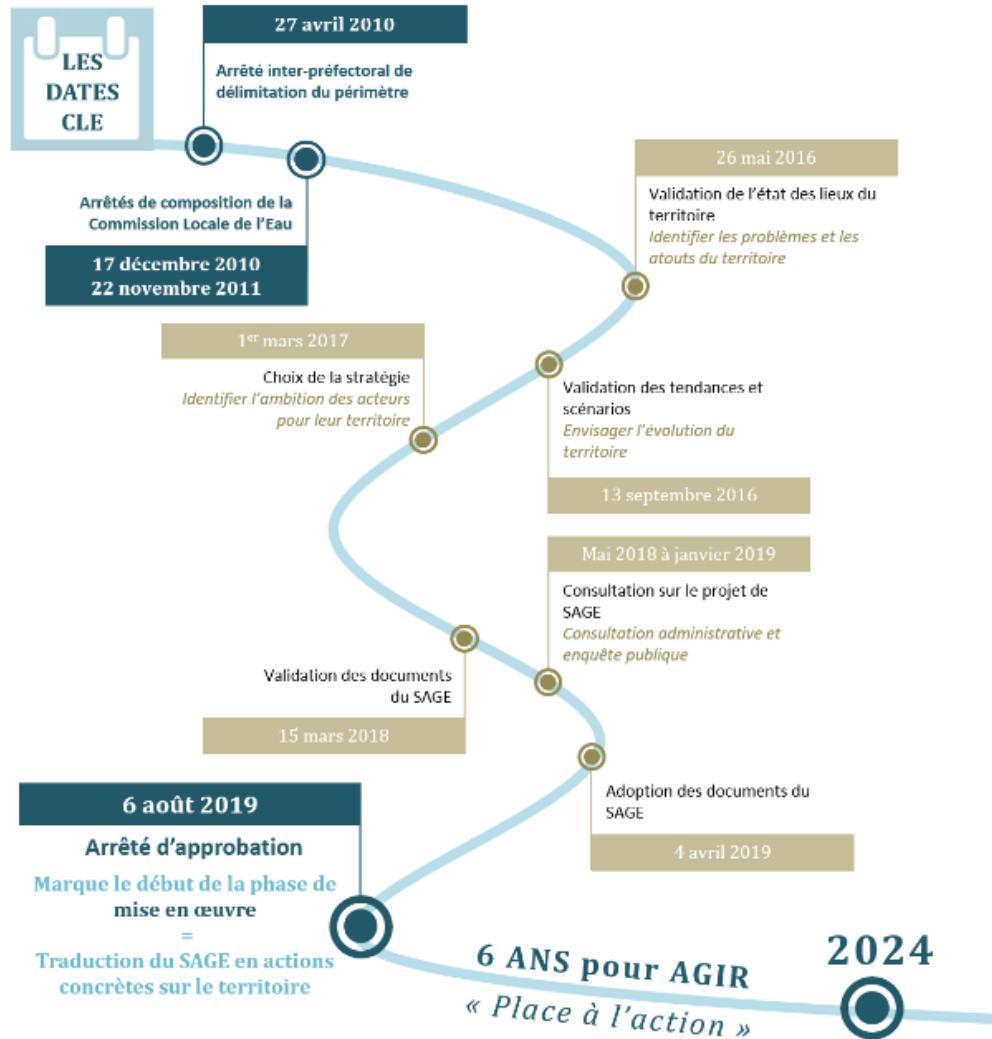 LES
DATES
CLE
27 avril 2010
Arrêté inter-préfectoral de
délimitation du périmètre
Arrêtés de composition de la
Commission Locale de l'Eau
17 décembre 2010
22 novembre 2011
26 mai 2016
Validation de l'état des lieux du
territoire
Identifier les problèmes et les
atouts du territoire
Validation des tendances et
scénarios
Envisager l'évolution du
territoire
13 septembre 2016
1er mars 2017
Choix de la stratégie
Identifier l'ambition des acteurs
pour leur territoire
Validation des documents
du SAGE
15 mars 2018
Mai 2018 à janvier 2019
Consultation sur le projet de
SAGE
Consultation administrative et
enquête publique
Adoption des documents du
SAGE
4 avril 2019
6 août 2019
Arrêté d'approbation
Marque le début de la phase de
mise en œuvre
=
Traduction du SAGE en actions
concrètes sur le territoire
6 ANS pour AGIR
« Place à l'action »
2024